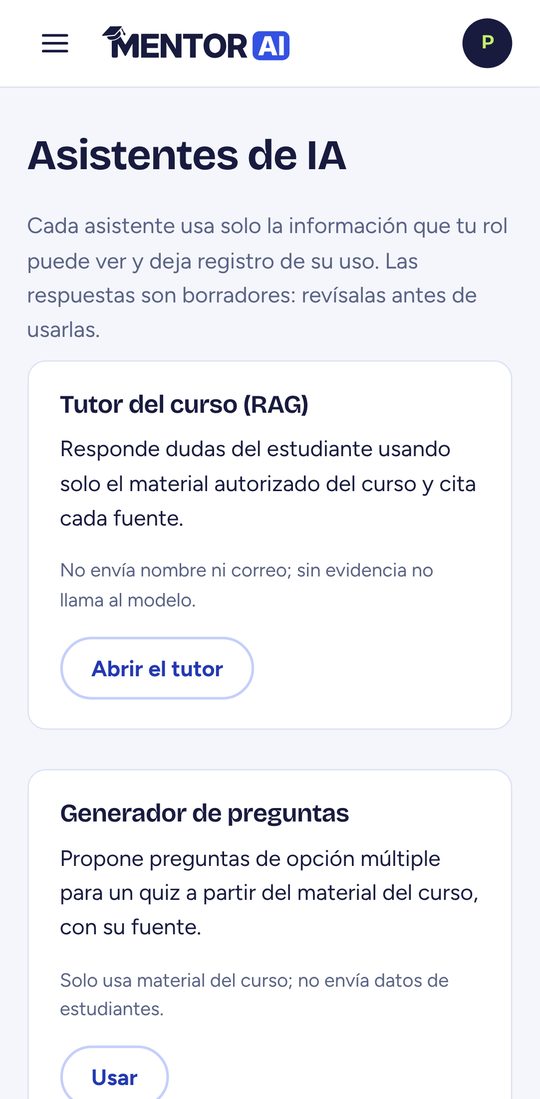 MENTOR AI
P
Asistentes de IA
Cada asistente usa solo la información que tu rol
puede ver y deja registro de su uso. Las
respuestas son borradores: revísalas antes de
usarlas.
Tutor del curso (RAG)
Responde dudas del estudiante usando
solo el material autorizado del curso y cita
cada fuente.
No envía nombre ni correo; sin evidencia no
llama al modelo.
Abrir el tutor
Generador de preguntas
Propone preguntas de opción múltiple
para un quiz a partir del material del curso,
con su fuente.
Solo usa material del curso; no envía datos de
estudiantes.
Usar